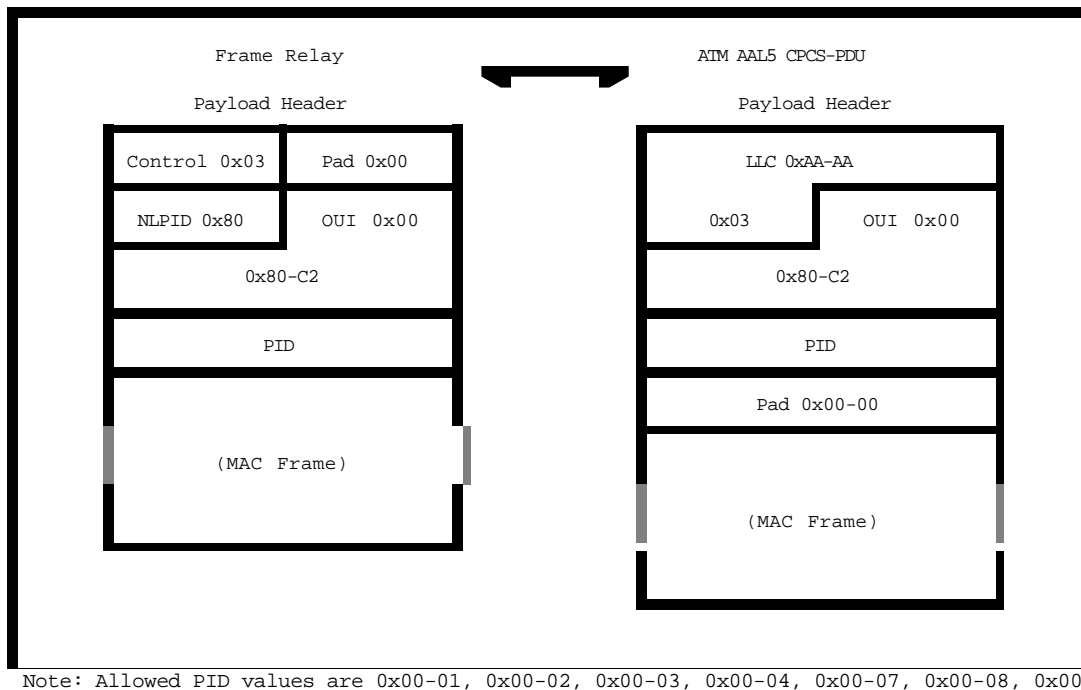 Frame Relay
Payload Header
Control 0x03 Pad 0x00
NLPID 0x80 OUI 0x00
0x80-C2
PID
(MAC Frame)
ATM AAL5 CPCS-PDU
Payload Header
LLC 0xAA-AA
0x03 OUI 0x00
0x80-C2
PID
Pad 0x00-00
(MAC Frame)
Note: Allowed PID values are 0x00-01, 0x00-02, 0x00-03, 0x00-04, 0x00-07, 0x00-08, 0x00